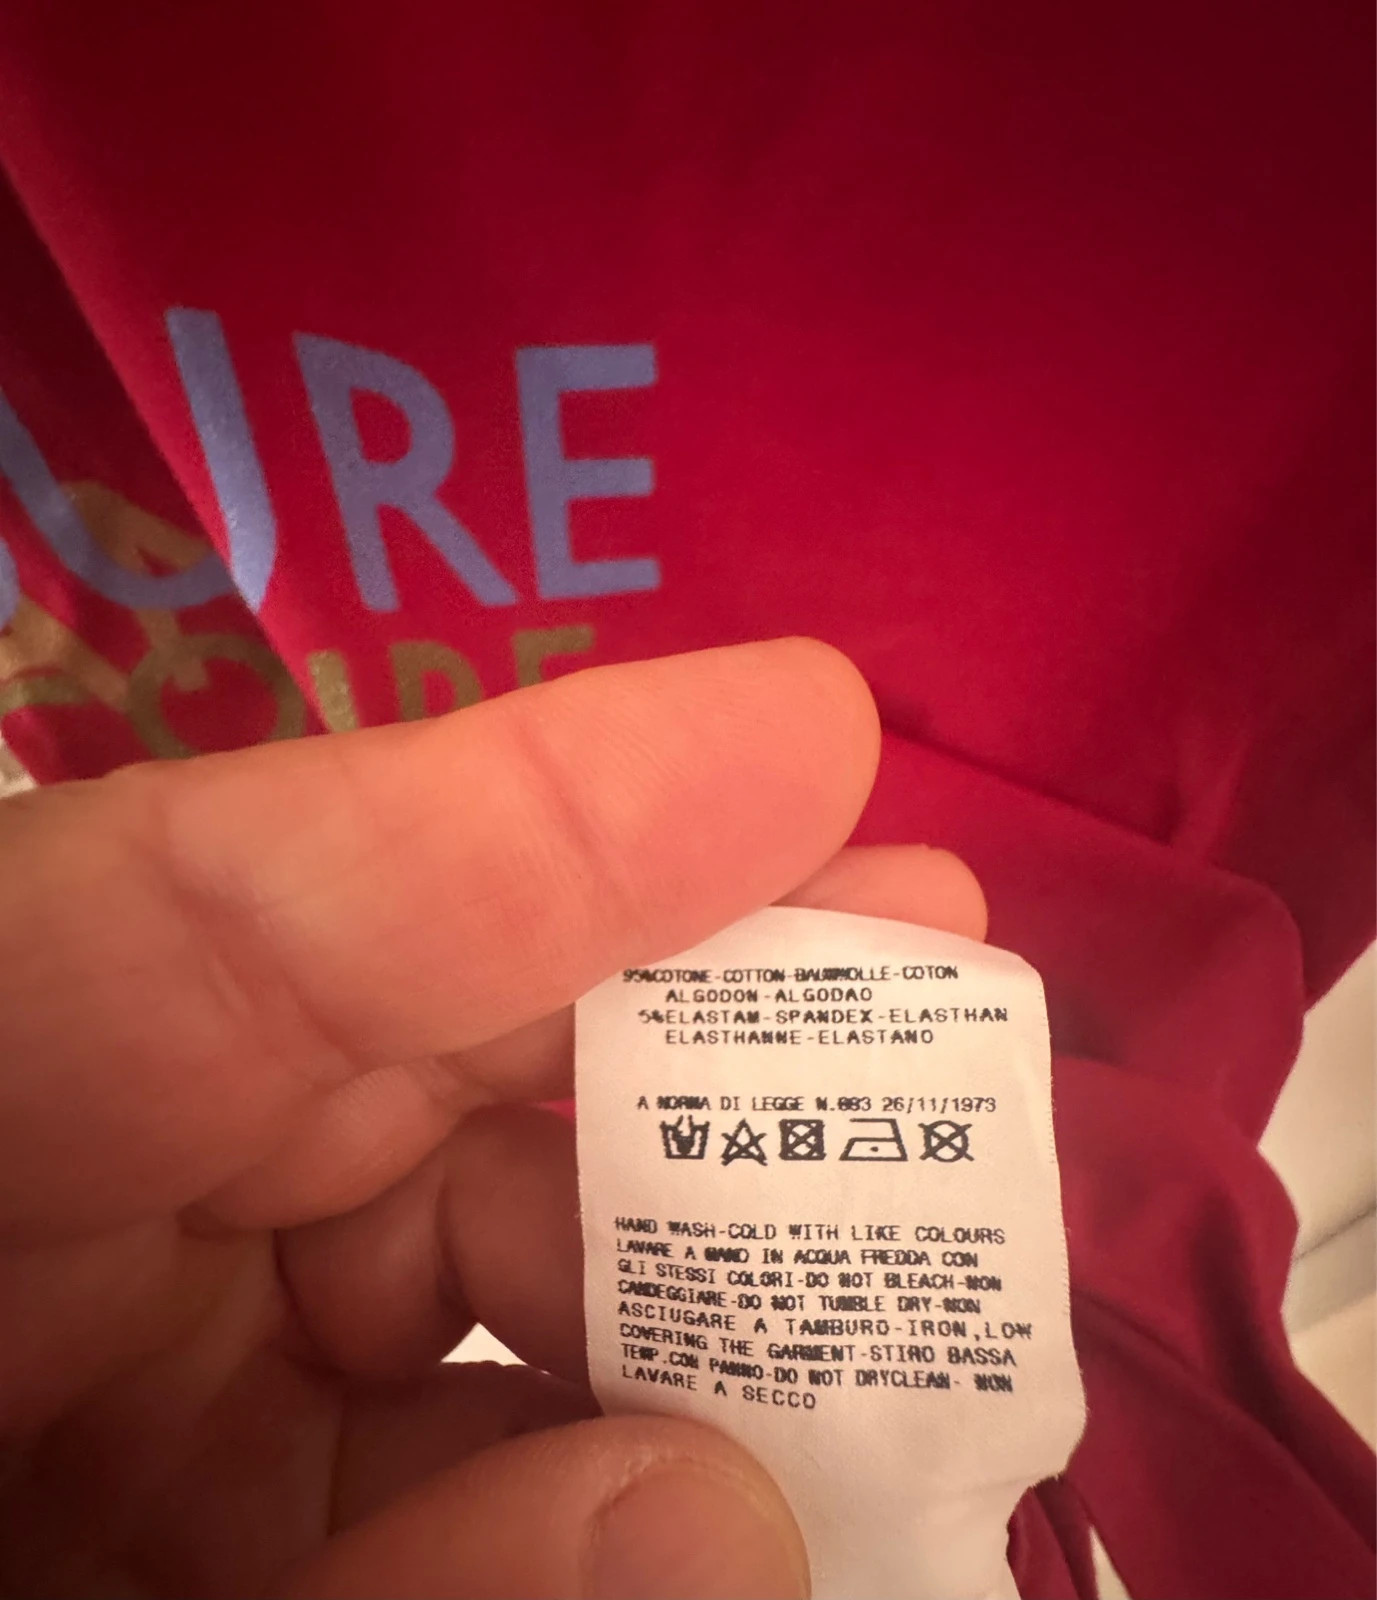 URE
IRE
95%COTONE-COTTON-BAUMWOLLE-COTON
ALGODON-ALGODAO
5%ELASTAM-SPANDEX-ELASTHAN
ELASTHANNE-ELASTANO
A NORMA DI LEGGE N.883 26/11/1973
HAND WASH-COLD WITH LIKE COLOURS
LAVARE A MANO IN ACQUA FREDDA CON
GLI STESSI COLORI-DO NOT BLEACH-NON
CANDEGGIARE-DO NOT TUMBLE DRY-NON
ASCIUGARE A TAMBURO-IRON,LOW
COVERING THE GARMENT-STIRO BASSA
TEMP.CON PANNO-DO NOT DRYCLEAN- NON
LAVARE A SECCO